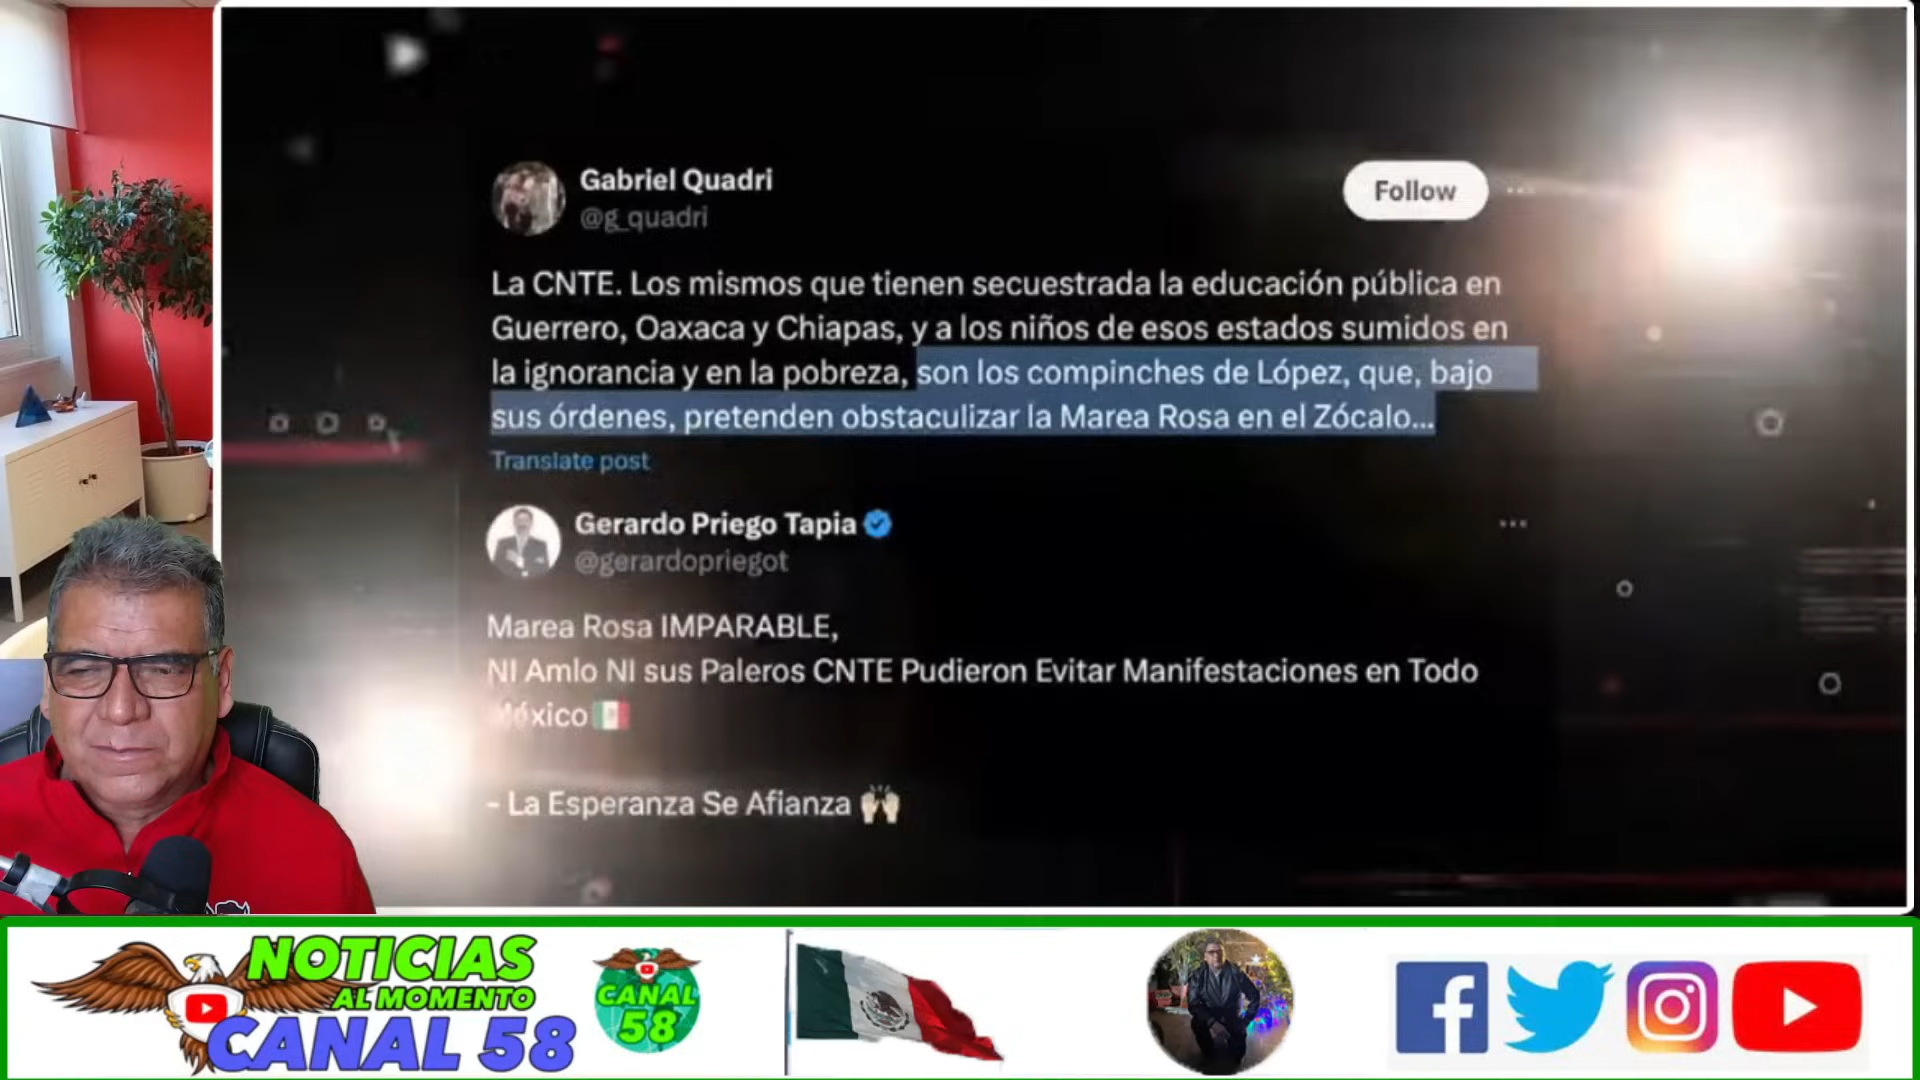 Gabriel Quadri
@g_quadri
Follow
La CNTE. Los mismos que tienen secuestrada la educación pública en
Guerrero, Oaxaca y Chiapas, y a los niños de esos estados sumidos en
la ignorancia y en la pobreza, son los compinches de López, que, bajo
sus órdenes, pretenden obstaculizar la Marea Rosa en el Zócalo...
Translate post
Gerardo Priego Tapia
@gerardopriegot
Marea Rosa IMPARABLE,
NI Amlo NI sus Paleros CNTE Pudieron Evitar Manifestaciones en Todo
México
- La Esperanza Se Afianza
NOTICIAS
AL MOMENTO
CANAL 58
CANAL
58